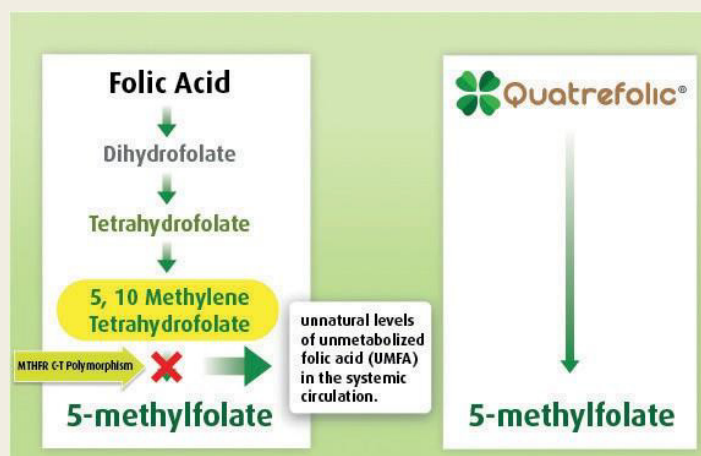 Folic Acid
Dihydrofolate
Tetrahydrofolate
5, 10 Methylene
Tetrahydrofolate
MTHFR C-T Polymorphism
5-methylfolate
unnatural levels
of unmetabolized
folic acid (UMFA)
in the systemic
circulation.
Quatrefolic®
5-methylfolate